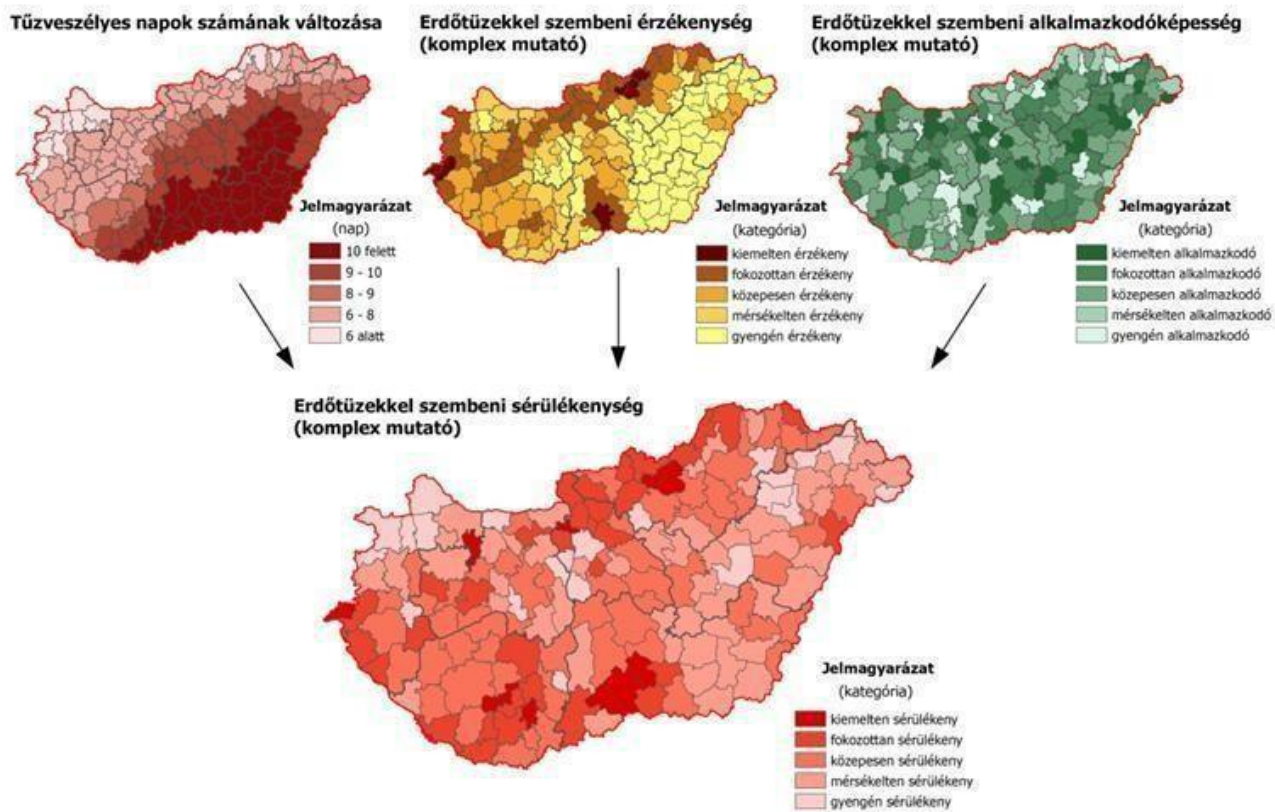 Tűzveszélyes napok számának változása
Erdőtüzekkel szembeni érzékenység
(komplex mutató)
Erdőtüzekkel szembeni alkalmazkodóképesség
(komplex mutató)
Jelmagyarázat
(nap)
10 felett
9 - 10
8 - 9
6 - 8
6 alatt
Jelmagyarázat
(kategória)
kiemelten érzékeny
fokozottan érzékeny
közepesen érzékeny
mérsékelten érzékeny
gyengén érzékeny
Jelmagyarázat
(kategória)
kiemelten alkalmazkodó
fokozottan alkalmazkodó
közepesen alkalmazkodó
mérsékelten alkalmazkodó
gyengén alkalmazkodó
Erdőtüzekkel szembeni sérülékenység
(komplex mutató)
Jelmagyarázat
(kategória)
kiemelten sérülékeny
fokozottan sérülékeny
közepesen sérülékeny
mérsékelten sérülékeny
gyengén sérülékeny